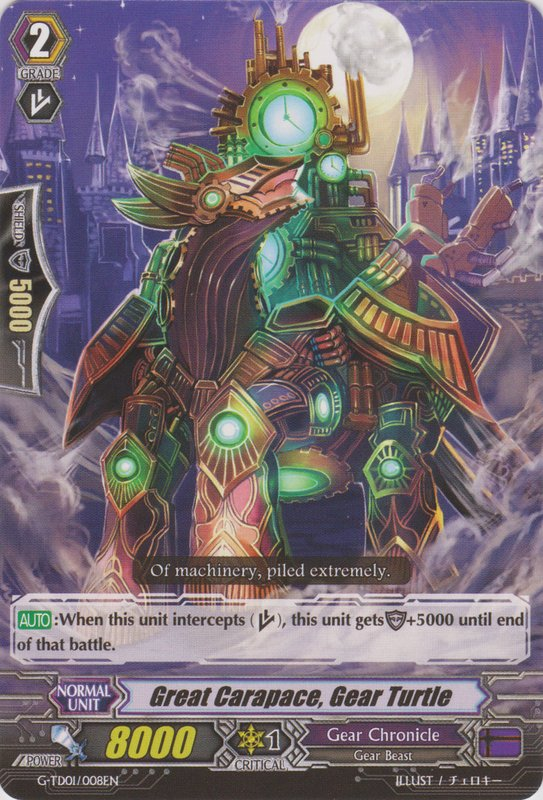 2
GRADE
SHIELD
5000
Of machinery, piled extremely.
AUTO:When this unit intercepts ( ), this unit gets +5000 until end
of that battle.
NORMAL
UNIT
Great Carapace, Gear Turtle
POWER
8000
1
CRITICAL
Gear Chronicle
Gear Beast
G-TD01/008EN
ILLUST / チェロキー